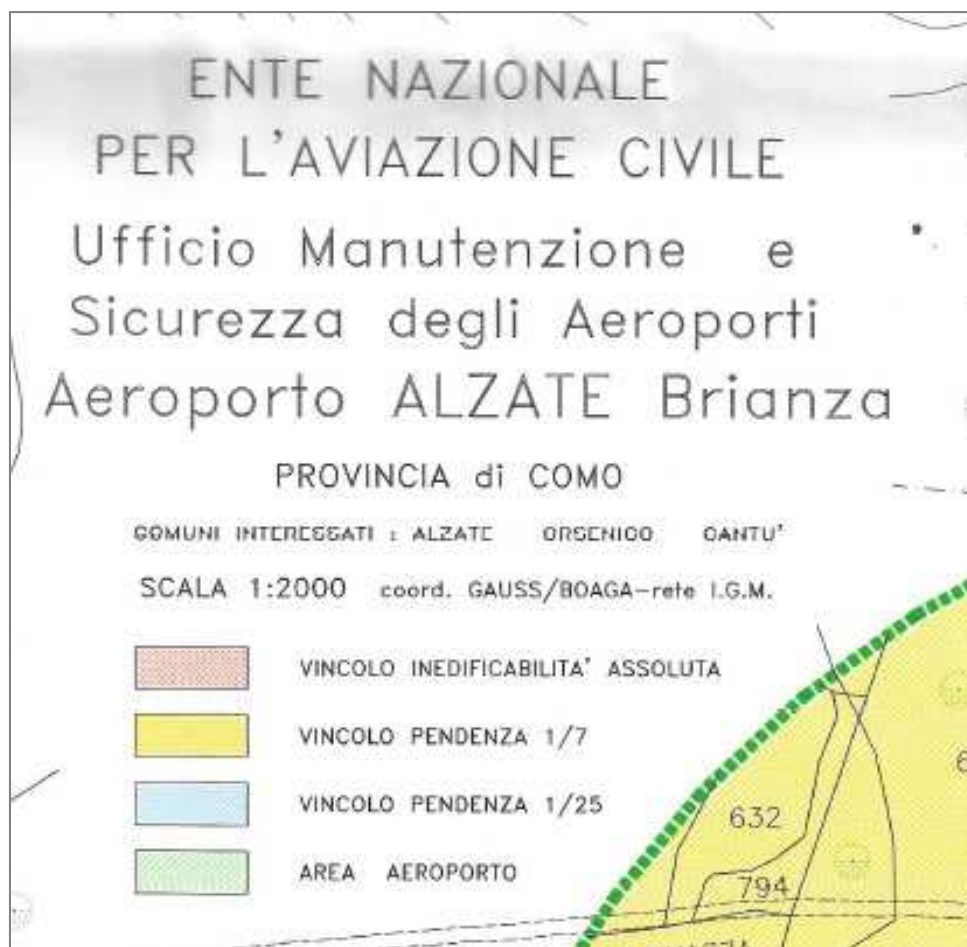 ENTE NAZIONALE
PER L'AVIAZIONE CIVILE
Ufficio Manutenzione e
Sicurezza degli Aeroporti
Aeroporto ALZATE Brianza
PROVINCIA di COMO
COMUNI INTERESSATI : ALZATE ORSENIGO CANTU'
SCALA 1:2000 coord. GAUSS/BOAGA-rete I.G.M.
VINCOLO INEDIFICABILITA' ASSOLUTA
VINCOLO PENDENZA 1/7
VINCOLO PENDENZA 1/25
632
AREA AEROPORTO
794